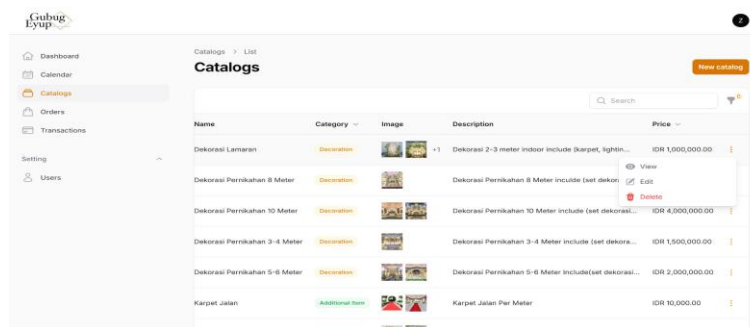 Gubug
Eyup
Z
Dashboard
Calendar
Catalogs
Orders
Transactions
Setting
Users
Catalogs > List
Catalogs
New catalog
Search
0
Name Category Image Description Price
Dekorasi Lamaran Decoration +1 Dekorasi 2-3 meter indoor include (karpet, lightin... IDR 1,000,000.00
View
Edit
Delete
Dekorasi Pernikahan 8 Meter Decoration Dekorasi Pernikahan 8 Meter inculde (set dekor
Dekorasi Pernikahan 10 Meter Decoration Dekorasi Pernikahan 10 Meter include (set dekorasi... IDR 4,000,000.00
Dekorasi Pernikahan 3-4 Meter Decoration Dekorasi Pernikahan 3-4 Meter include (set dekora... IDR 1,500,000.00
Dekorasi Pernikahan 5-6 Meter Decoration Dekorasi Pernikahan 5-6 Meter Include(set dekorasi... IDR 2,000,000.00
Karpet Jalan Additional Item Karpet Jalan Per Meter IDR 10,000.00